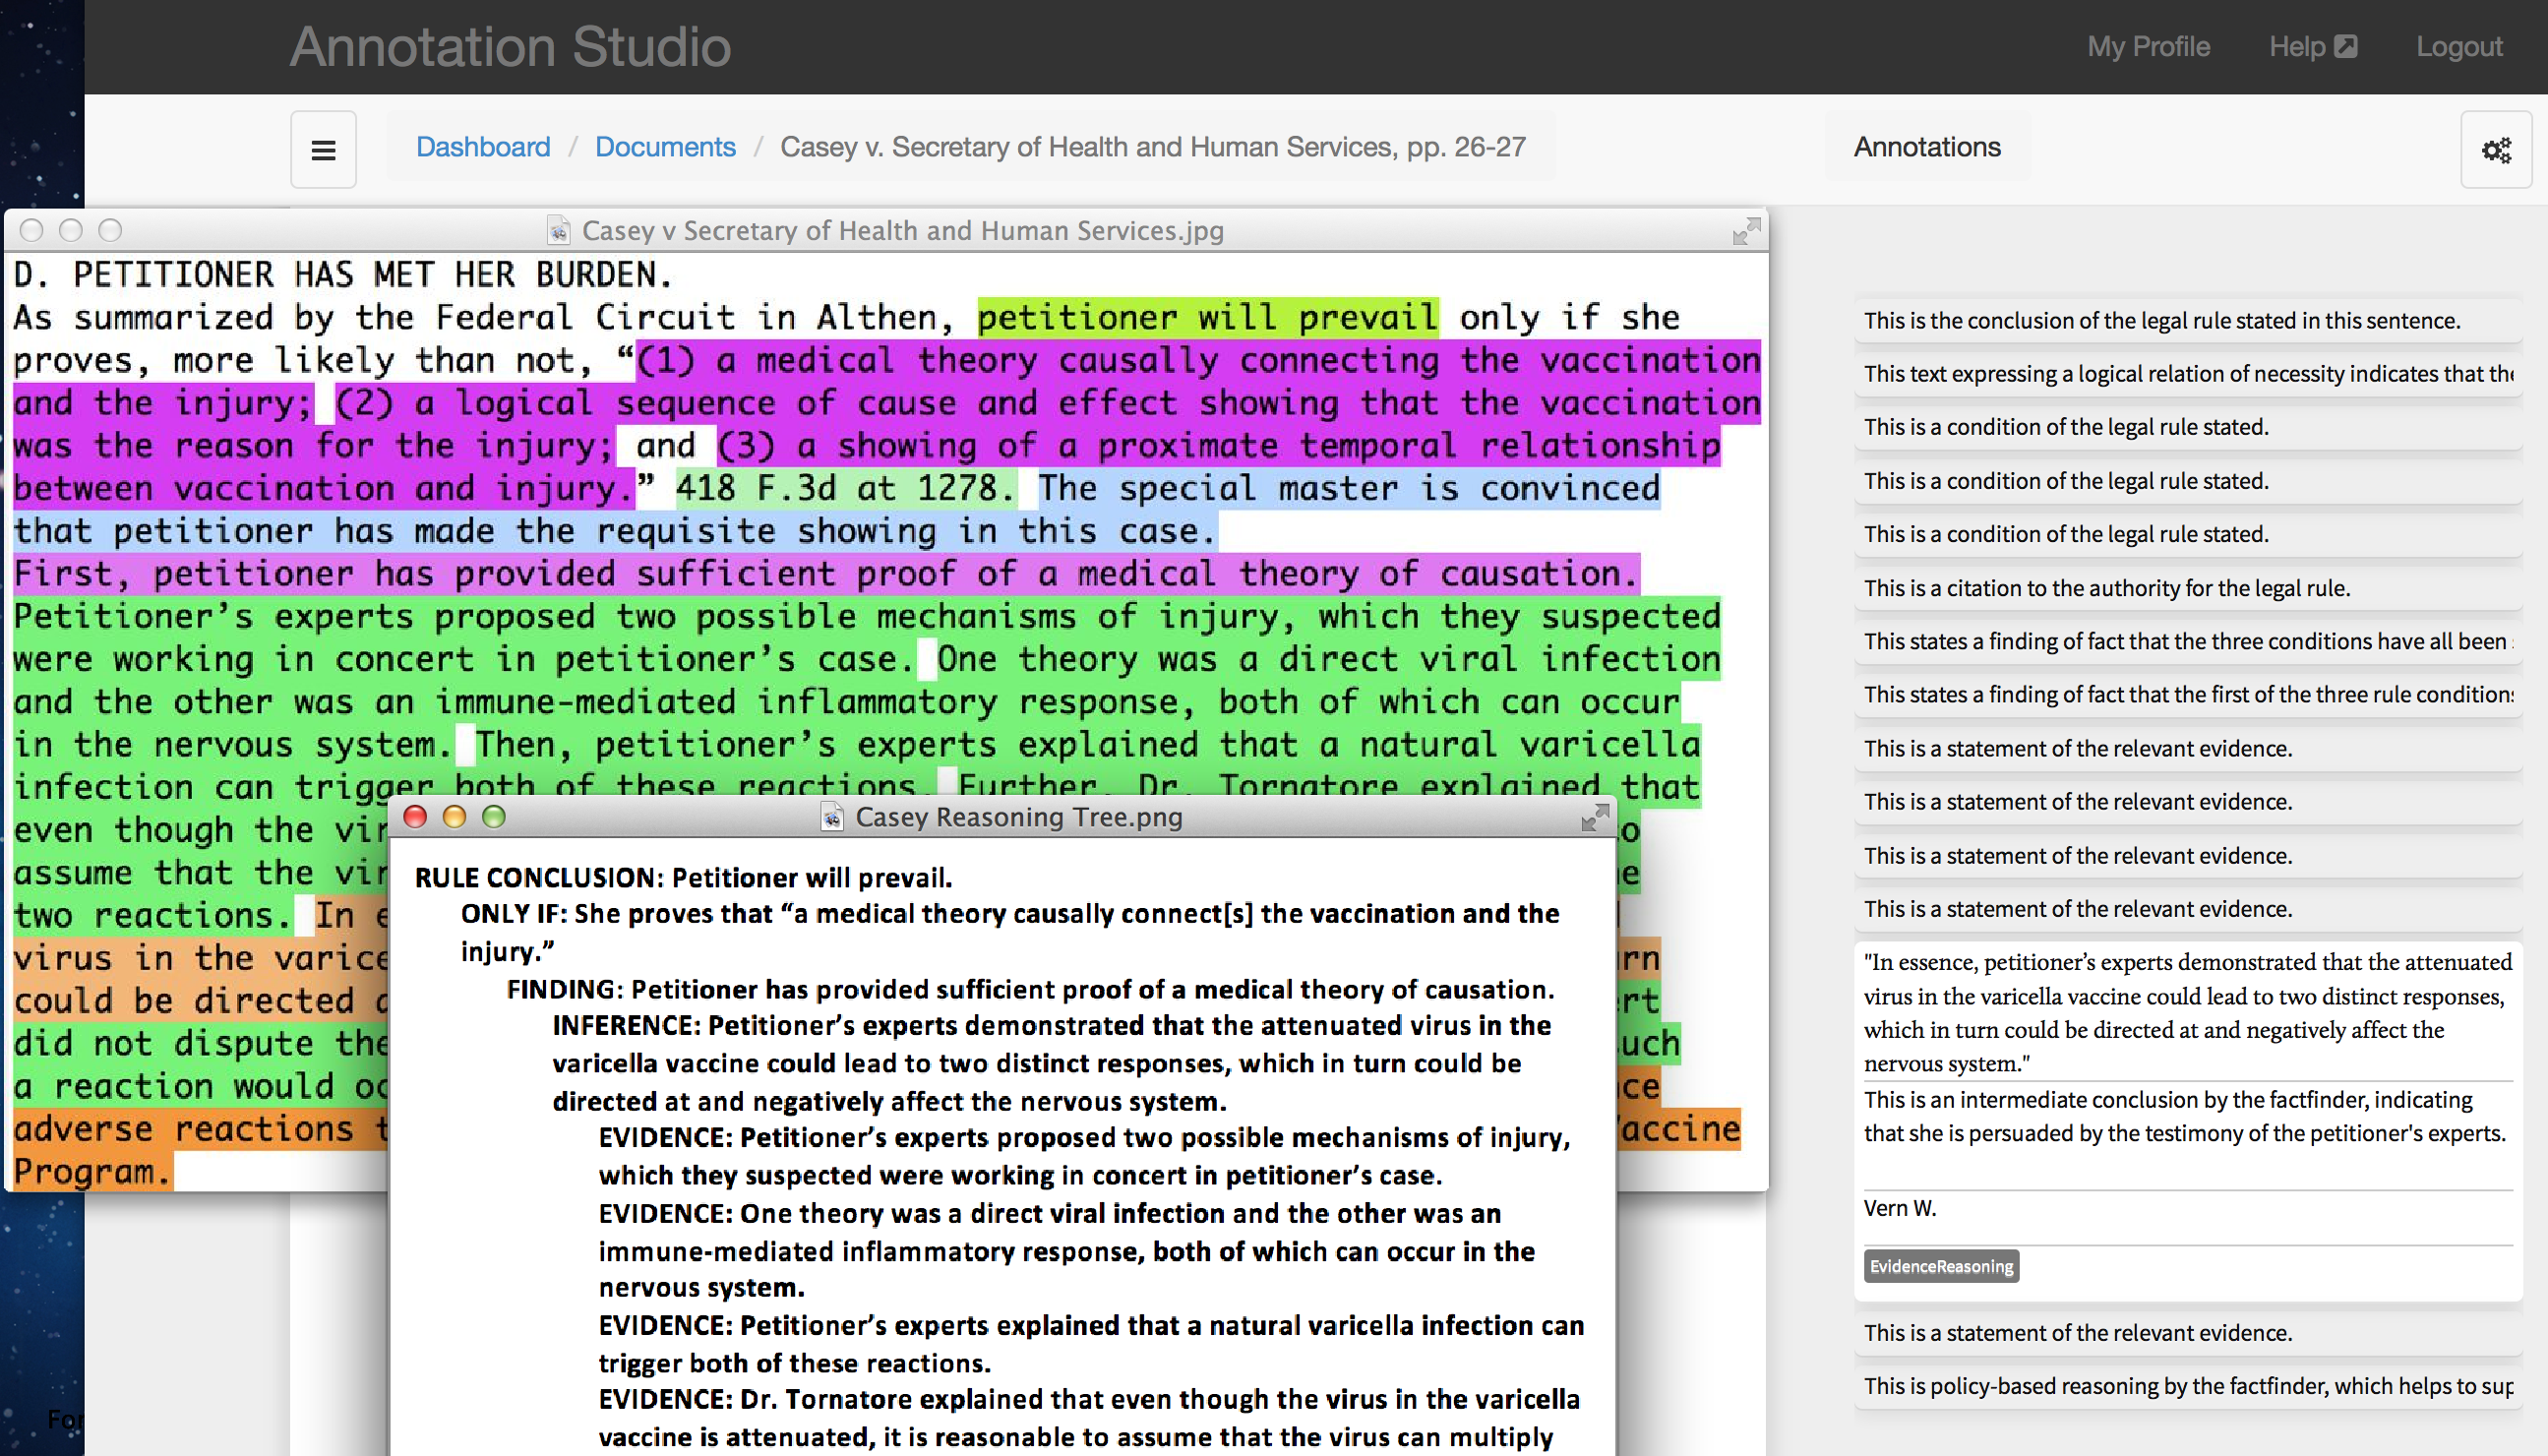 Annotation Studio
My Profile
Help
Logout
Dashboard / Documents / Casey v. Secretary of Health and Human Services, pp. 26-27
Annotations
Casey v Secretary of Health and Human Services.jpg
D. PETITIONER HAS MET HER BURDEN.
As summarized by the Federal Circuit in Althen, petitioner will prevail only if she
proves, more likely than not, “(1) a medical theory causally connecting the vaccination
and the injury; (2) a logical sequence of cause and effect showing that the vaccination
was the reason for the injury; and (3) a showing of a proximate temporal relationship
between vaccination and injury.” 418 F.3d at 1278. The special master is convinced
that petitioner has made the requisite showing in this case.
First, petitioner has provided sufficient proof of a medical theory of causation.
Petitioner’s experts proposed two possible mechanisms of injury, which they suspected
were working in concert in petitioner’s case. One theory was a direct viral infection
and the other was an immune-mediated inflammatory response, both of which can occur
in the nervous system. Then, petitioner’s experts explained that a natural varicella
infection can trigger both of these reactions. Further, Dr. Tornatore explained that
even though the vir
assume that the vir
two reactions. In e
virus in the varice
rn
could be directed
did not dispute the
uch
a reaction would oc
ce
adverse reactions t
accine
Program.
Casey Reasoning Tree.png
RULE CONCLUSION: Petitioner will prevail.
ONLY IF: She proves that “a medical theory causally connect[s] the vaccination and the
injury.”
FINDING: Petitioner has provided sufficient proof of a medical theory of causation.
INFERENCE: Petitioner’s experts demonstrated that the attenuated virus in the
varicella vaccine could lead to two distinct responses, which in turn could be
directed at and negatively affect the nervous system.
EVIDENCE: Petitioner’s experts proposed two possible mechanisms of injury,
which they suspected were working in concert in petitioner’s case.
EVIDENCE: One theory was a direct viral infection and the other was an
immune-mediated inflammatory response, both of which can occur in the
nervous system.
EVIDENCE: Petitioner’s experts explained that a natural varicella infection can
trigger both of these reactions.
EVIDENCE: Dr. Tornatore explained that even though the virus in the varicella
vaccine is attenuated, it is reasonable to assume that the virus can multiply
This is the conclusion of the legal rule stated in this sentence.
This text expressing a logical relation of necessity indicates that the
This is a condition of the legal rule stated.
This is a condition of the legal rule stated.
This is a condition of the legal rule stated.
This is a citation to the authority for the legal rule.
This states a finding of fact that the three conditions have all been
This states a finding of fact that the first of the three rule conditions
This is a statement of the relevant evidence.
This is a statement of the relevant evidence.
This is a statement of the relevant evidence.
This is a statement of the relevant evidence.
"In essence, petitioner’s experts demonstrated that the attenuated
virus in the varicella vaccine could lead to two distinct responses,
which in turn could be directed at and negatively affect the
nervous system."
This is an intermediate conclusion by the factfinder, indicating
that she is persuaded by the testimony of the petitioner's experts.
Vern W.
EvidenceReasoning
This is a statement of the relevant evidence.
This is policy-based reasoning by the factfinder, which helps to sup
For